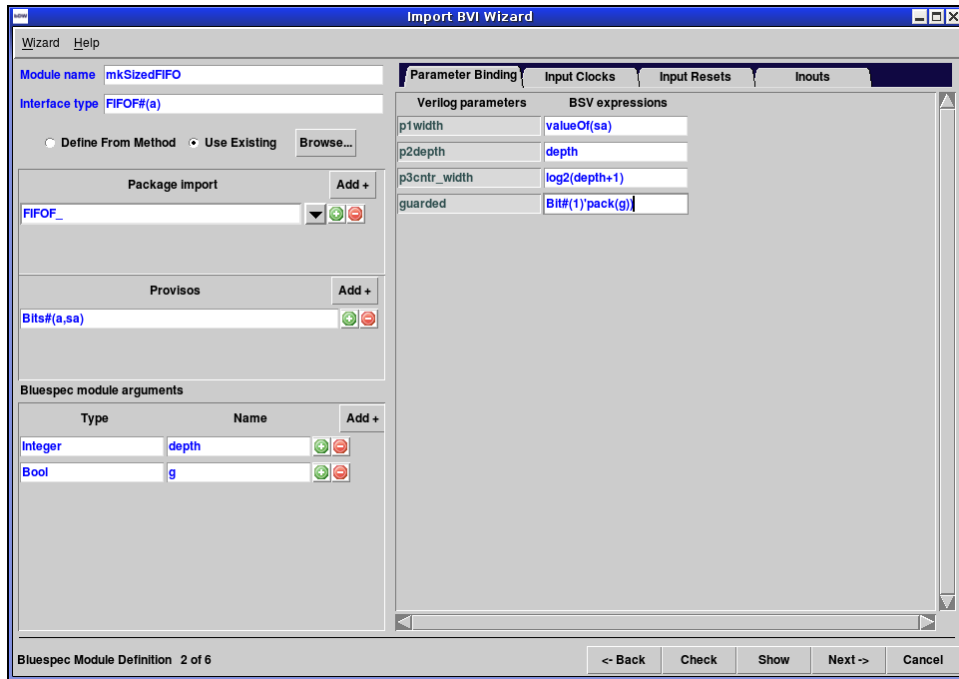 Import BVI Wizard
Wizard Help
Module name mkSizedFIFO
Interface type FIFOF#(a)
Define From Method Use Existing Browse...
Package import Add +
FIFOF_
Provisos Add +
Bits#(a,sa)
Bluespec module arguments
Type Name Add +
Integer depth
Bool g
Parameter Binding Input Clocks Input Resets Inouts
Verilog parameters BSV expressions
p1width valueOf(sa)
p2depth depth
p3cntr_width log2(depth+1)
guarded Bit#(1)'pack(g))
Bluespec Module Definition 2 of 6
<- Back Check Show Next -> Cancel